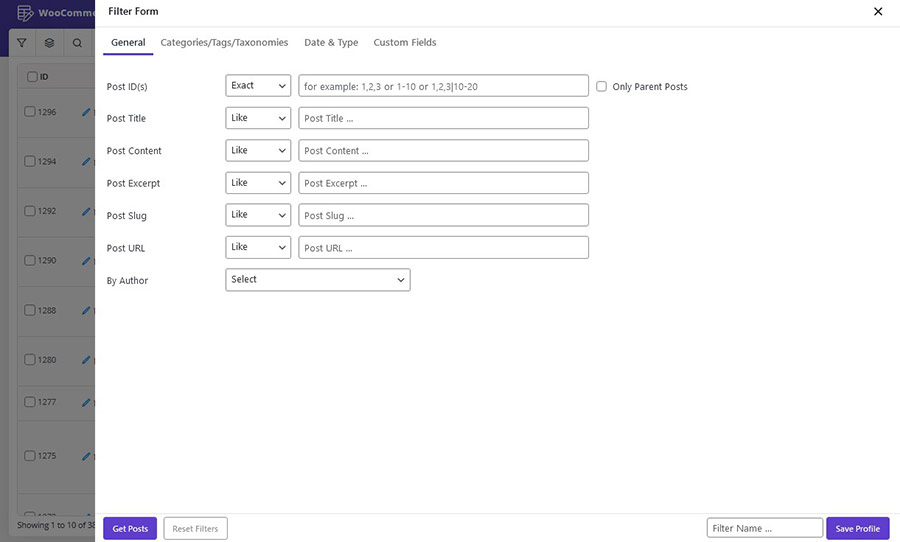 WooComme
Filter Form
General Categories/Tags/Taxonomies Date & Type Custom Fields
ID
Post ID(s) Exact for example: 1,2,3 or 1-10 or 1,2,3|10-20 Only Parent Posts
1296
Post Title Like Post Title ...
Post Content Like Post Content ...
1294
Post Excerpt Like Post Excerpt ...
1292
Post Slug Like Post Slug ...
Post URL Like Post URL ...
1290
By Author Select
1288
1280
1277
1275
Showing 1 to 10 of 38
Get Posts Reset Filters Filter Name ... Save Profile